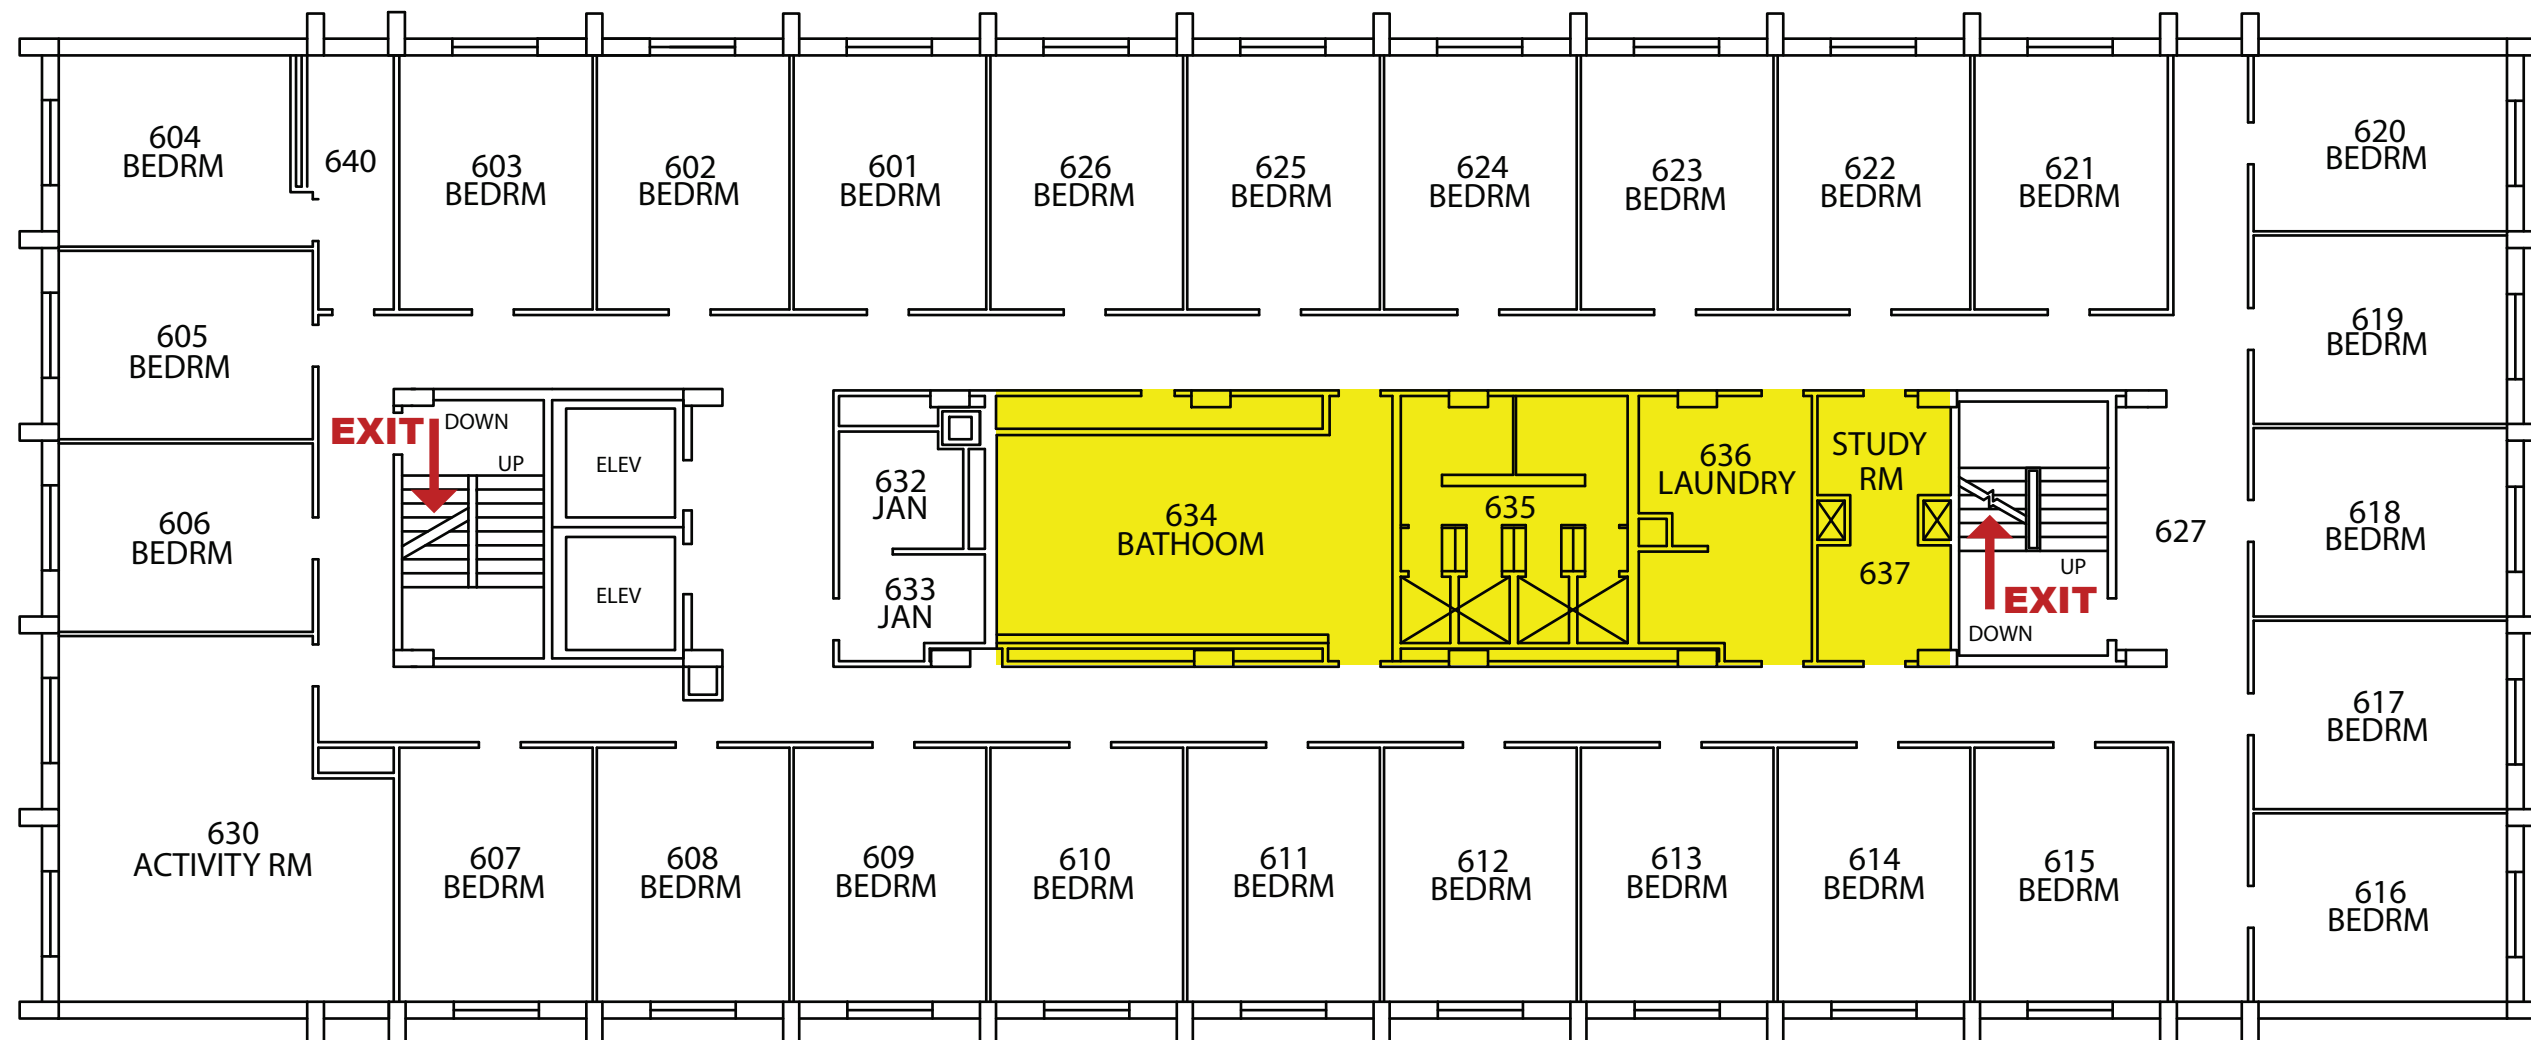 604
BEDRM
640
603
BEDRM
602
BEDRM
601
BEDRM
626
BEDRM
625
BEDRM
624
BEDRM
623
BEDRM
622
BEDRM
621
BEDRM
620
BEDRM
605
BEDRM
619
BEDRM
EXIT
DOWN
UP
ELEV
ELEV
632
JAN
633
JAN
634
BATHOOM
635
636
LAUNDRY
STUDY
RM
637
UP
EXIT
DOWN
627
606
BEDRM
618
BEDRM
617
BEDRM
630
ACTIVITY RM
607
BEDRM
608
BEDRM
609
BEDRM
610
BEDRM
611
BEDRM
612
BEDRM
613
BEDRM
614
BEDRM
615
BEDRM
616
BEDRM